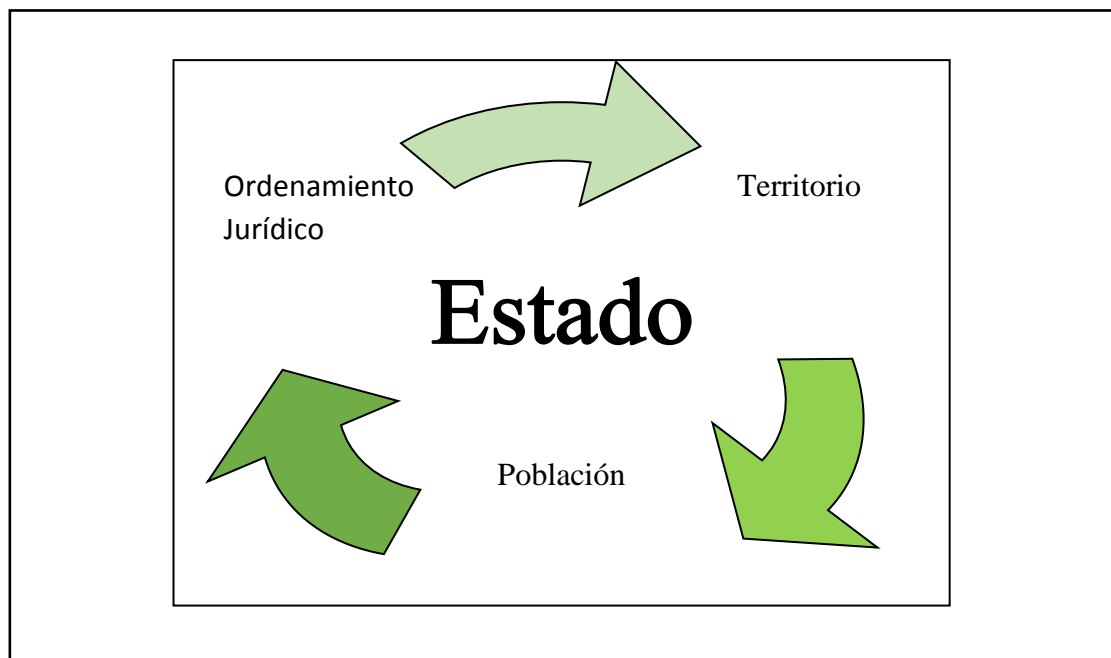 Ordenamiento
Jurídico
Territorio
Estado
Población